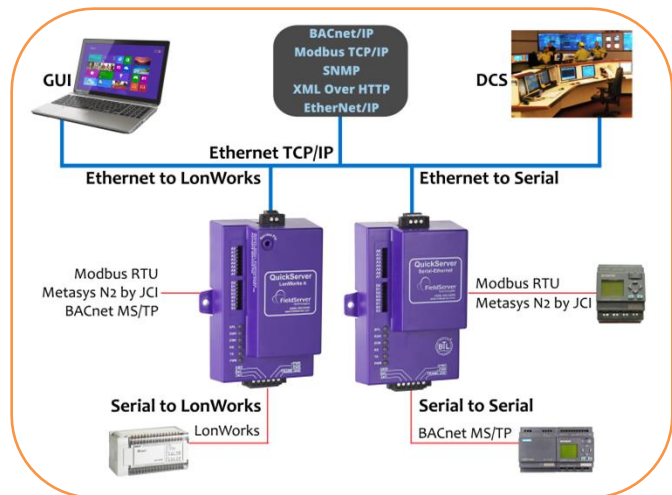 BACnet/IP
Modbus TCP/IP
SNMP
XML Over HTTP
EtherNet/IP
GUI
DCS
Ethernet TCP/IP
Ethernet to LonWorks
Ethernet to Serial
QuickServer
LonWorks
FieldServer
Modbus RTU
Metasys N2 by JCI
BACnet MS/TP
QuickServer
Serial-Ethernet
FieldServer
BTL
Modbus RTU
Metasys N2 by JCI
Serial to LonWorks
LonWorks
Serial to Serial
BACnet MS/TP